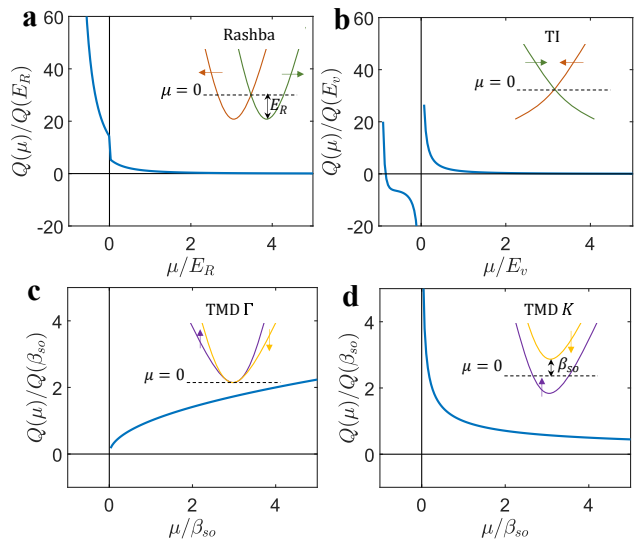 a
Rashba
μ = 0
E_R
Q(μ)/Q(E_R)
60
40
20
0
-20
0
2
4
μ/E_R
b
TI
μ = 0
Q(μ)/Q(E_v)
60
40
20
0
-20
0
2
4
μ/E_v
c
TMD Γ
μ = 0
Q(μ)/Q(β_so)
4
2
0
0
2
4
μ/β_so
d
TMD K
μ = 0
β_so
Q(μ)/Q(β_so)
4
2
0
0
2
4
μ/β_so